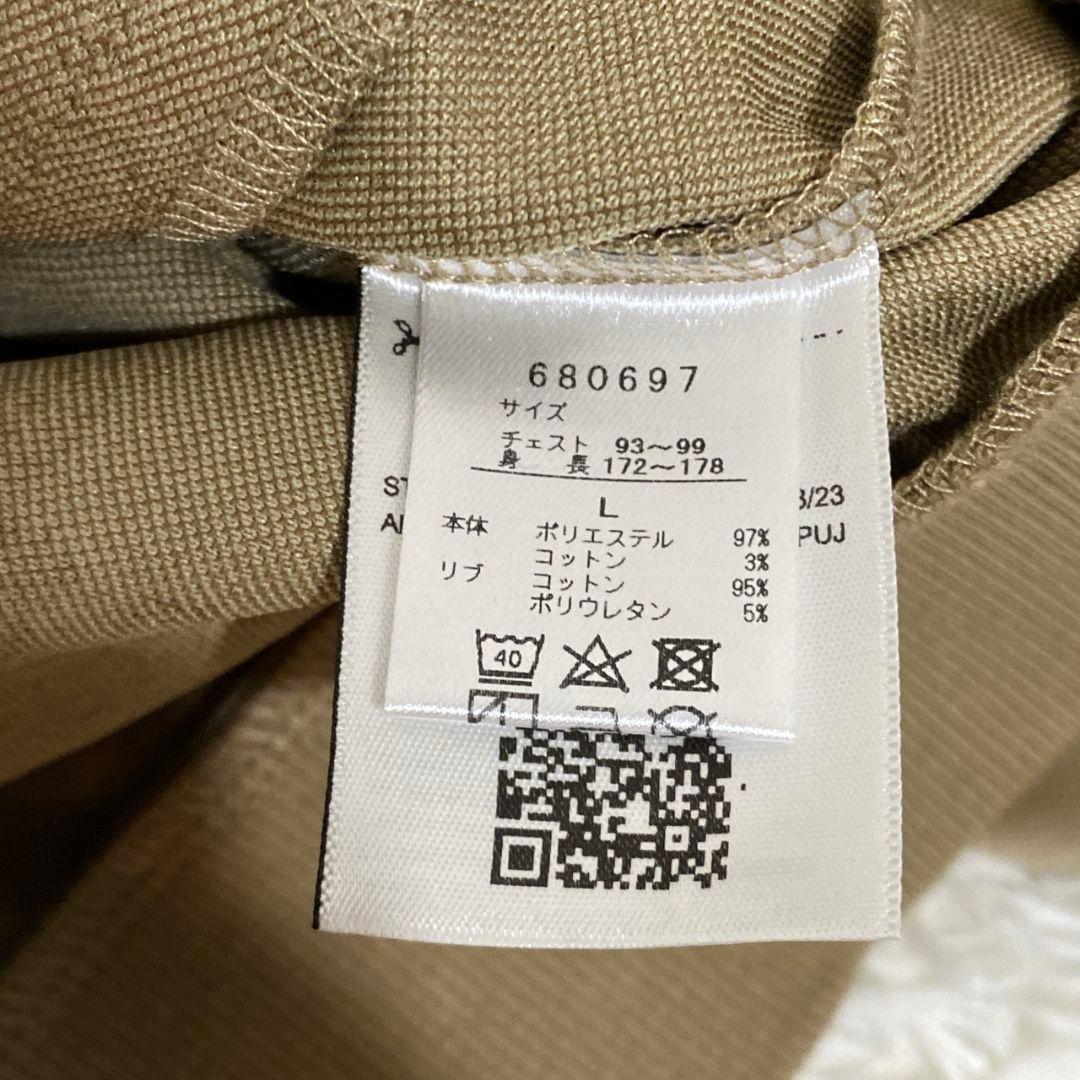 680697
サイズ
チェスト 93～99
身 長 172～178
L
本体 ポリエステル 97%
コットン 3%
リブ コットン 95%
ポリウレタン 5%
40
/23
PUJ